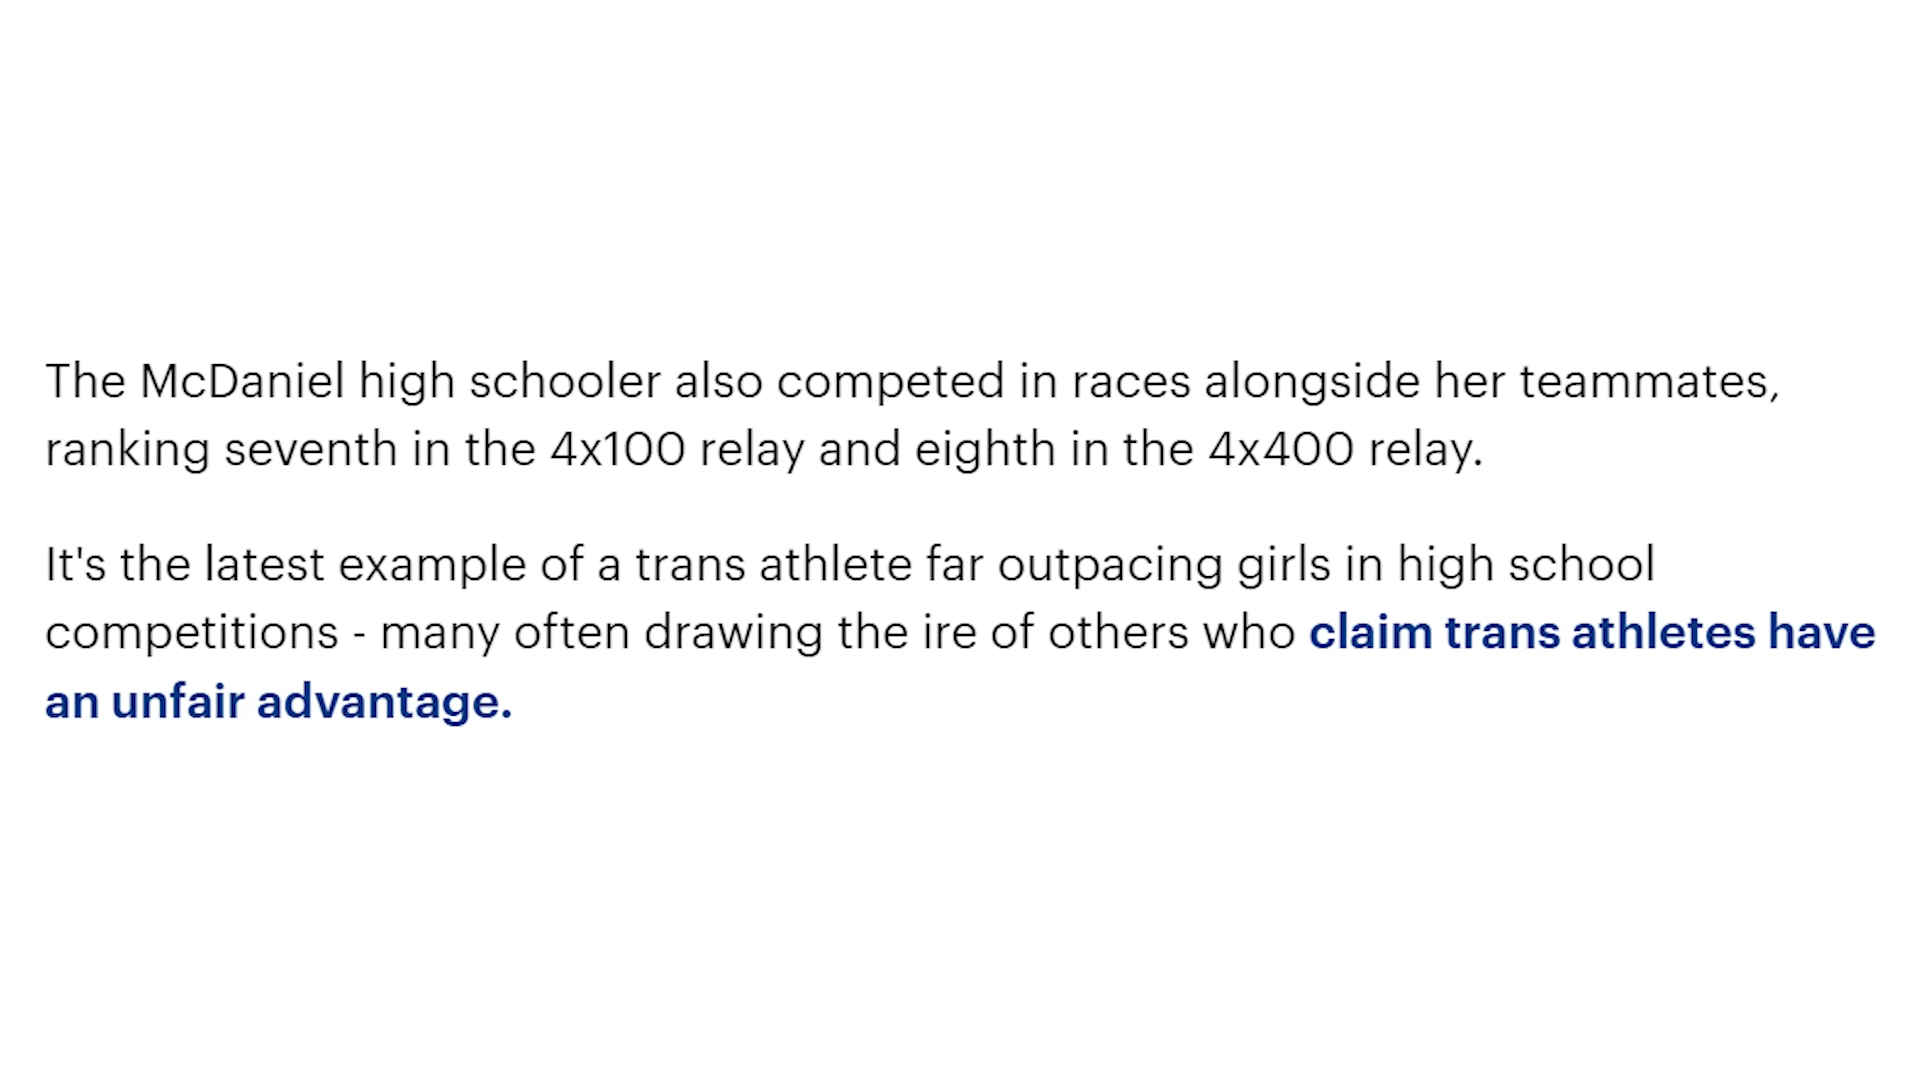 The McDaniel high schooler also competed in races alongside her teammates,
ranking seventh in the 4x100 relay and eighth in the 4x400 relay.
It's the latest example of a trans athlete far outpacing girls in high school
competitions - many often drawing the ire of others who claim trans athletes have
an unfair advantage.